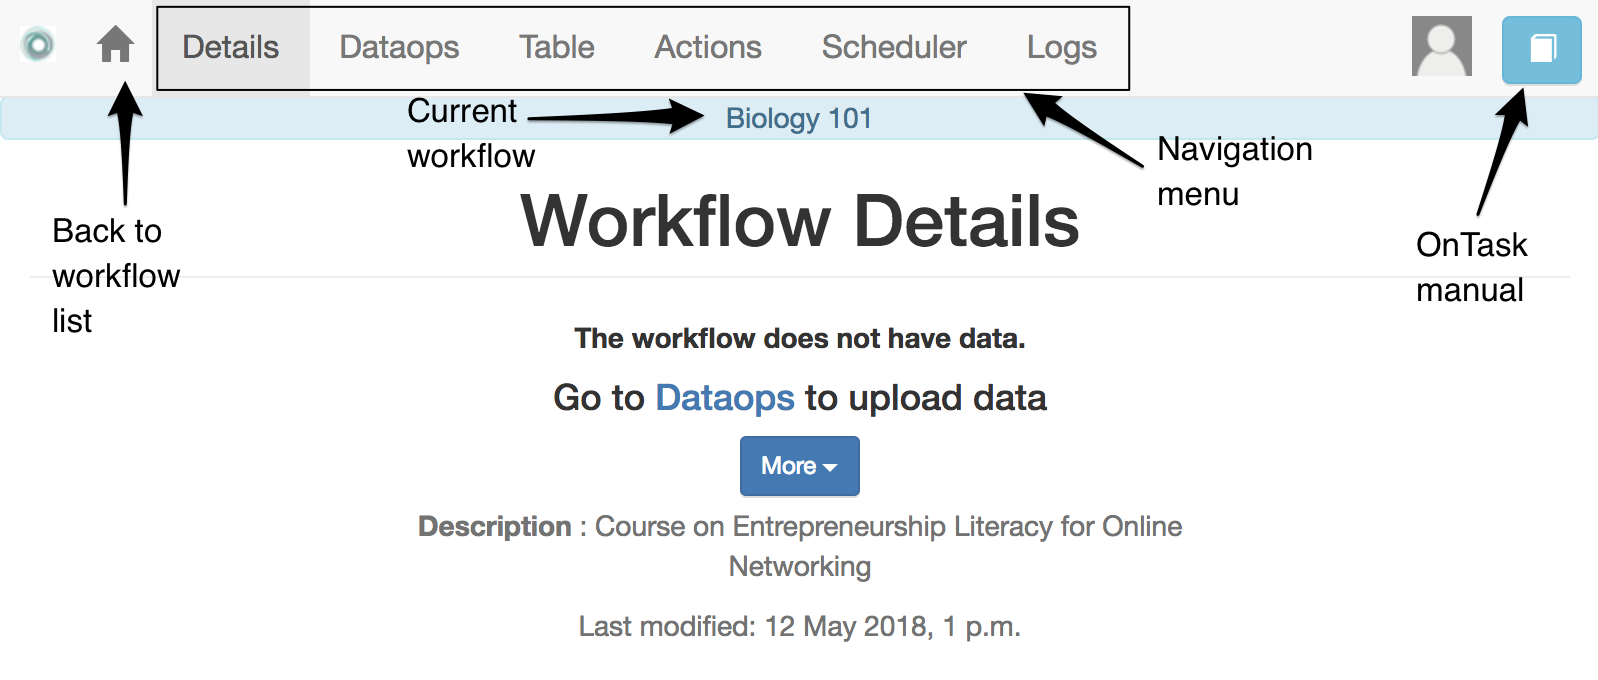 Details Dataops Table Actions Scheduler Logs
Current
workflow
Biology 101
Navigation
menu
Back to
workflow
list
OnTask
manual
Workflow Details
The workflow does not have data.
Go to Dataops to upload data
More
Description : Course on Entrepreneurship Literacy for Online
Networking
Last modified: 12 May 2018, 1 p.m.